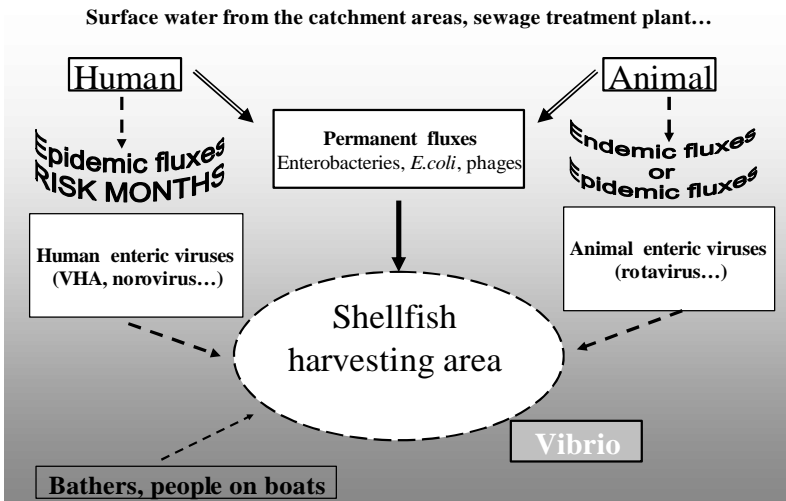 Surface water from the catchment areas, sewage treatment plant…
Human
Animal
Permanent fluxes
Enterobacteries, E.coli, phages
Epidemic fluxes
RISK MONTHS
Endemic fluxes
or
Epidemic fluxes
Human enteric viruses
(VHA, norovirus…)
Animal enteric viruses
(rotavirus…)
Shellfish
harvesting area
Vibrio
Bathers, people on boats